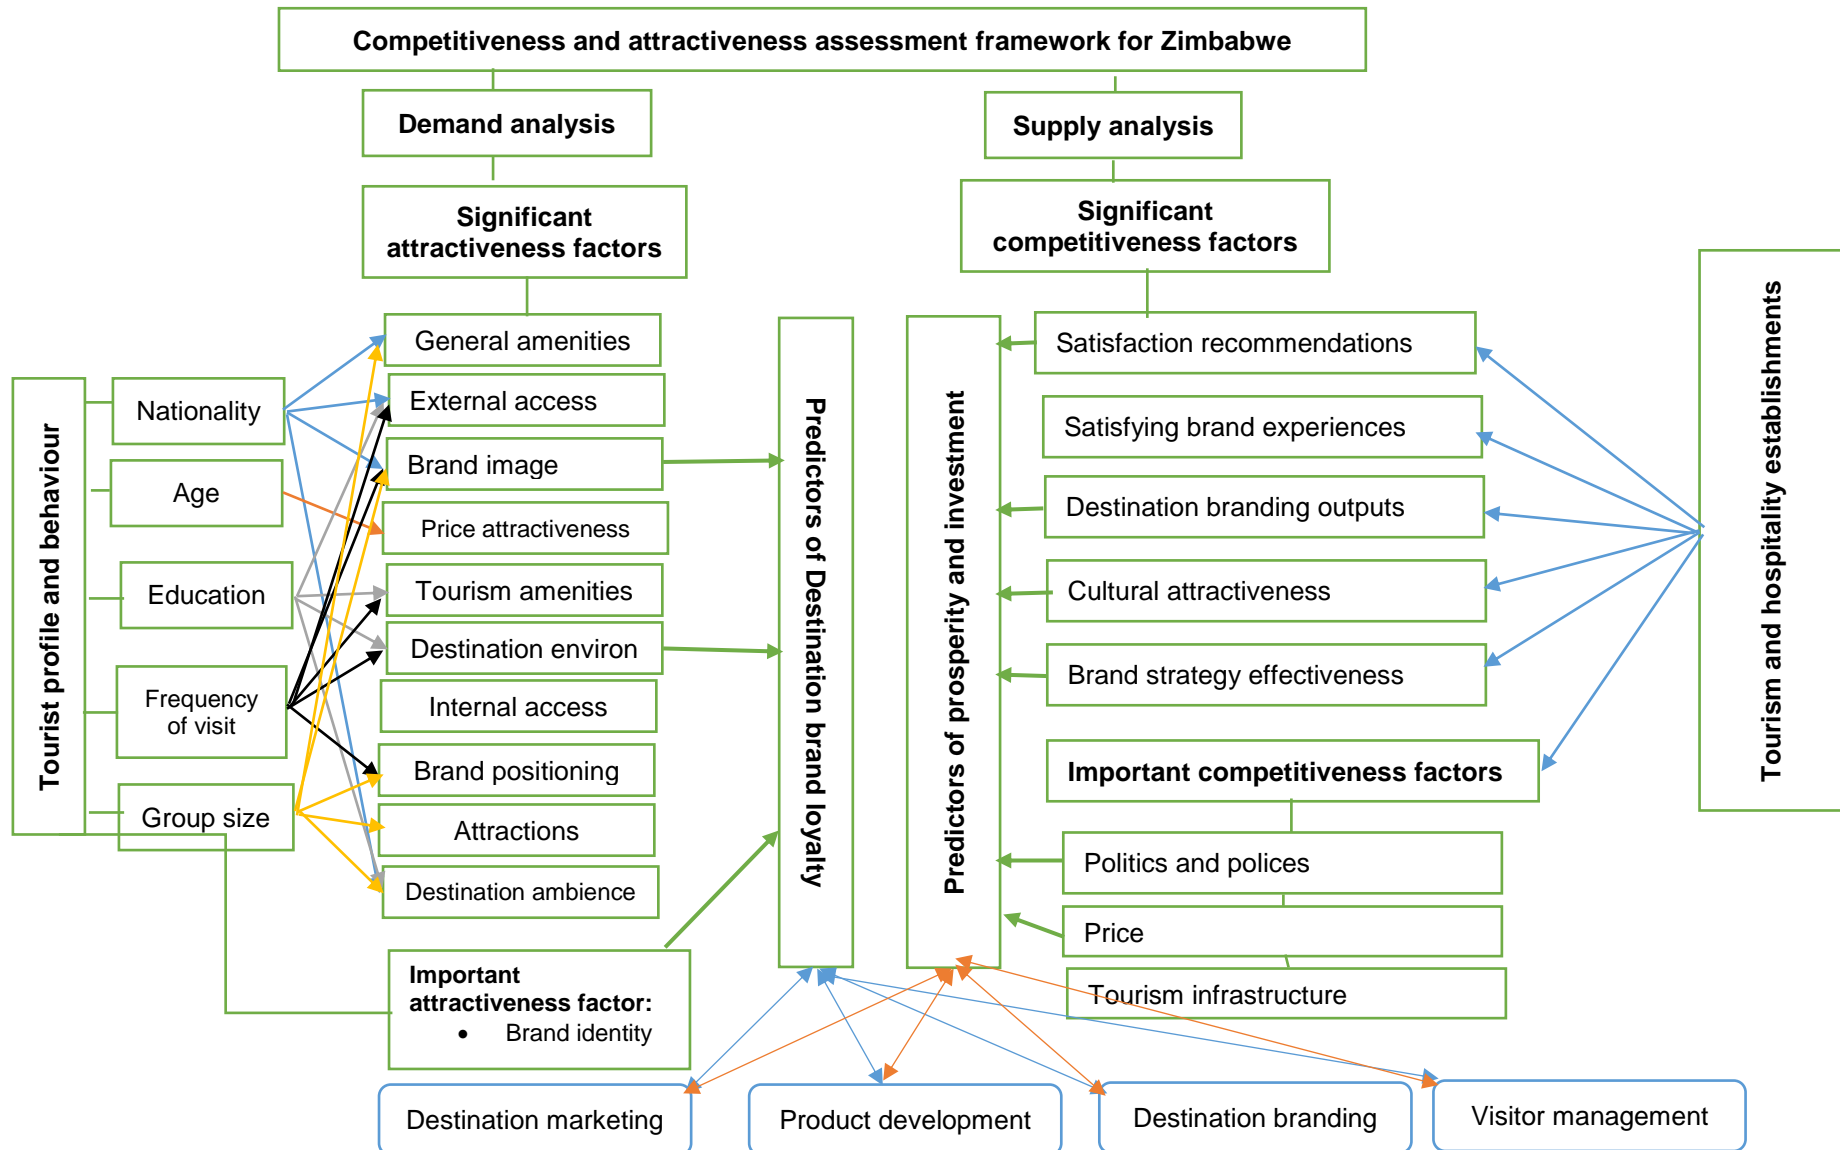 Competitiveness and attractiveness assessment framework for Zimbabwe
Demand analysis
Supply analysis
Significant
attractiveness factors
Significant
competitiveness factors
Tourist profile and behaviour
Nationality
Age
Education
Frequency
of visit
Group size
General amenities
External access
Brand image
Price attractiveness
Tourism amenities
Destination environ
Internal access
Brand positioning
Attractions
Destination ambience
Important
attractiveness factor:
• Brand identity
Predictors of Destination brand loyalty
Predictors of prosperity and investment
Satisfaction recommendations
Satisfying brand experiences
Destination branding outputs
Cultural attractiveness
Brand strategy effectiveness
Important competitiveness factors
Politics and polices
Price
Tourism infrastructure
Tourism and hospitality establishments
Destination marketing
Product development
Destination branding
Visitor management